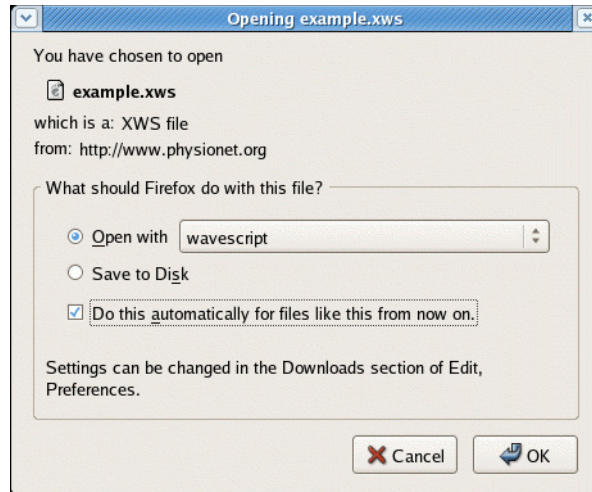 Opening example.xws
You have chosen to open
example.xws
which is a: XWS file
from: http://www.physionet.org
What should Firefox do with this file?
Open with wavescript
Save to Disk
Do this automatically for files like this from now on.
Settings can be changed in the Downloads section of Edit,
Preferences.
Cancel OK